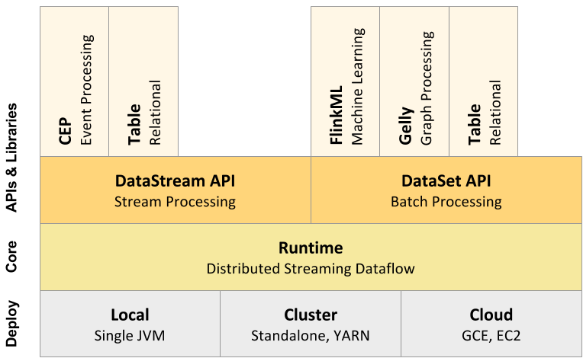 CEP
Event Processing
Table
Relational
FlinkML
Machine Learning
Gelly
Graph Processing
Table
Relational
APIs & Libraries
DataStream API
Stream Processing
DataSet API
Batch Processing
Core
Runtime
Distributed Streaming Dataflow
Deploy
Local
Single JVM
Cluster
Standalone, YARN
Cloud
GCE, EC2